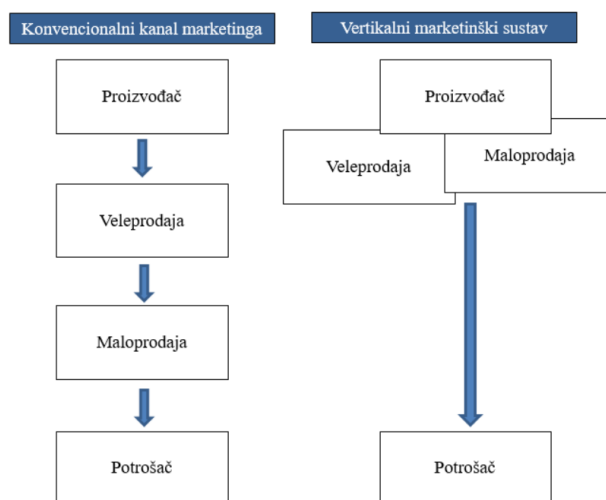 Konvencionalni kanal marketinga
Proizvođač
Veleprodaja
Maloprodaja
Potrošač
Vertikalni marketinški sustav
Proizvođač
Veleprodaja
Maloprodaja
Potrošač